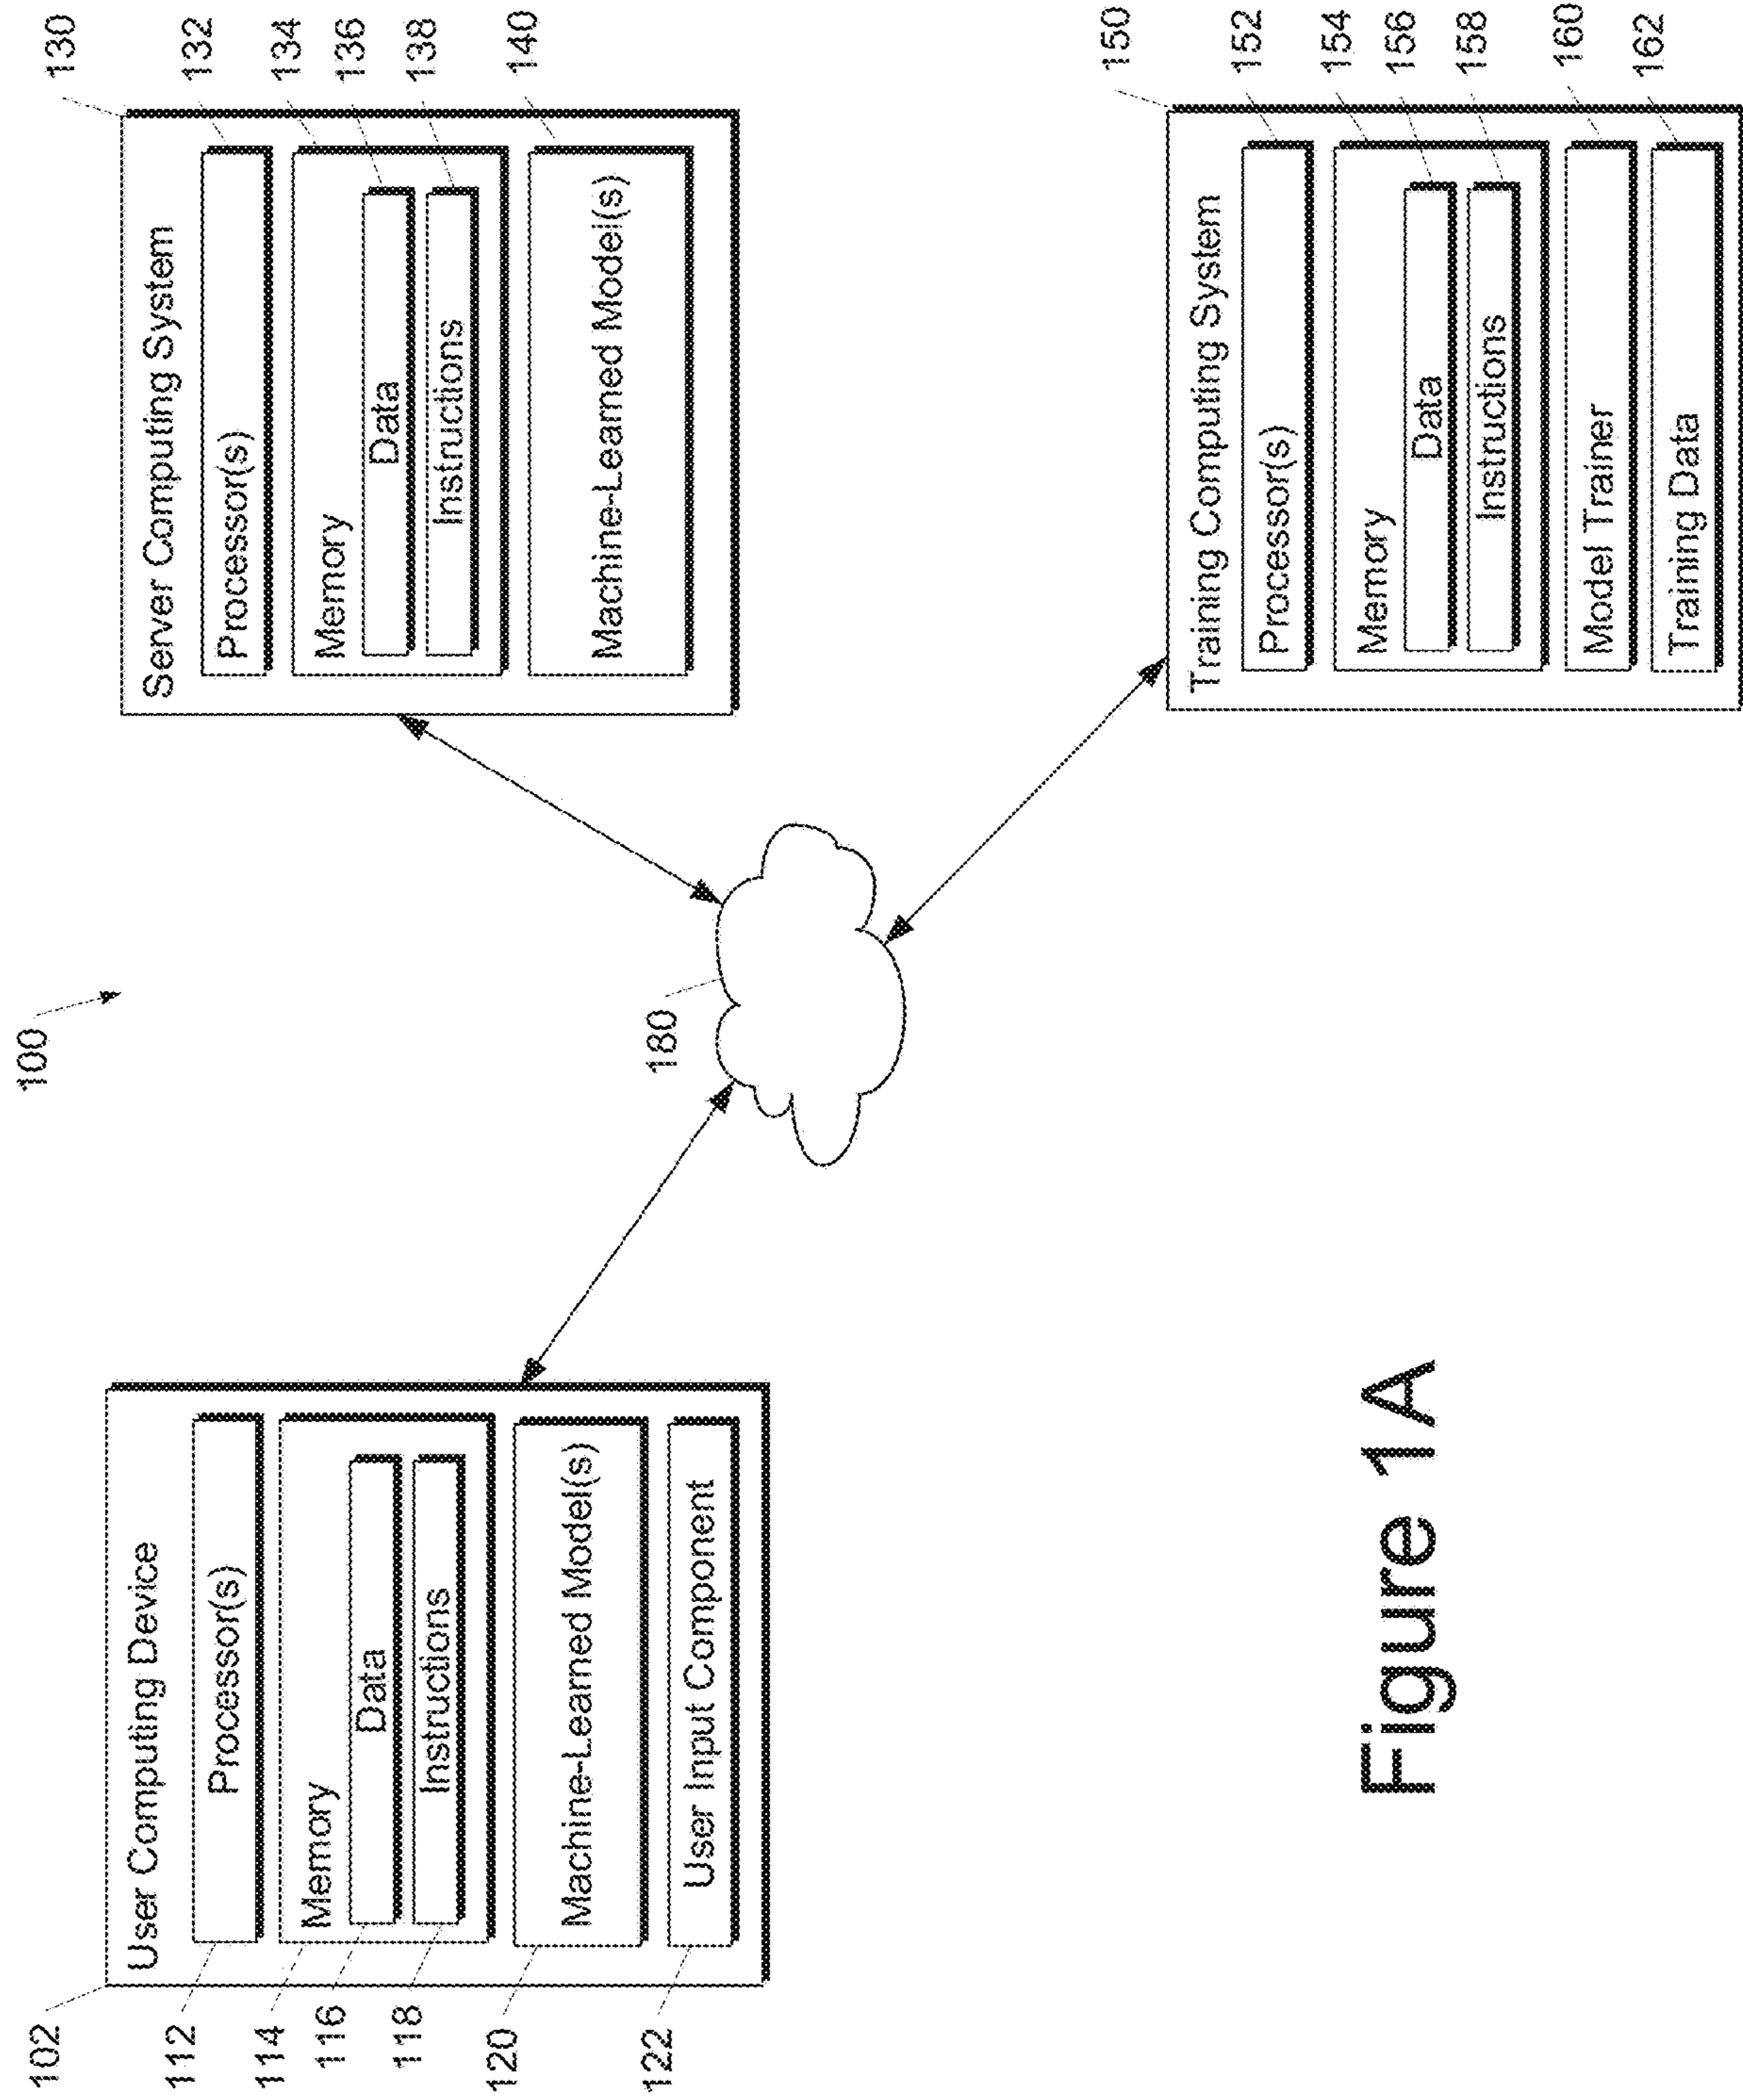 100
102
User Computing Device
112
Processor(s)
114
Memory
116
Data
118
Instructions
120
Machine-Learned Model(s)
122
User Input Component
180
130
Server Computing System
132
Processor(s)
134
Memory
136
Data
138
Instructions
140
Machine-Learned Model(s)
150
Training Computing System
152
Processor(s)
154
Memory
156
Data
158
Instructions
160
Model Trainer
162
Training Data
Figure 1A